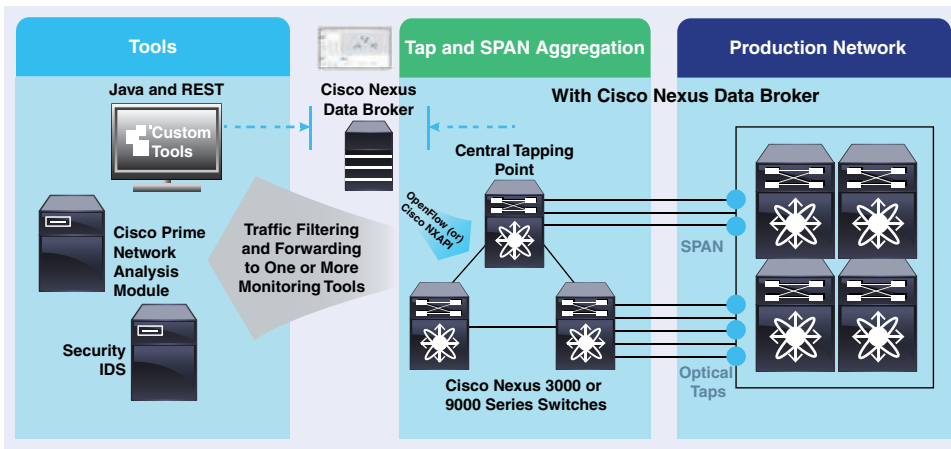 Tools
Tap and SPAN Aggregation
Production Network
Java and REST
'Custom
Tools
Cisco Nexus
Data Broker
With Cisco Nexus Data Broker
Central Tapping
Point
OpenFlow (or)
Cisco NXAPI
Cisco Prime
Network
Analysis
Module
Traffic Filtering
and Forwarding
to One or More
Monitoring Tools
SPAN
Security
IDS
Cisco Nexus 3000 or
9000 Series Switches
Optical
Taps